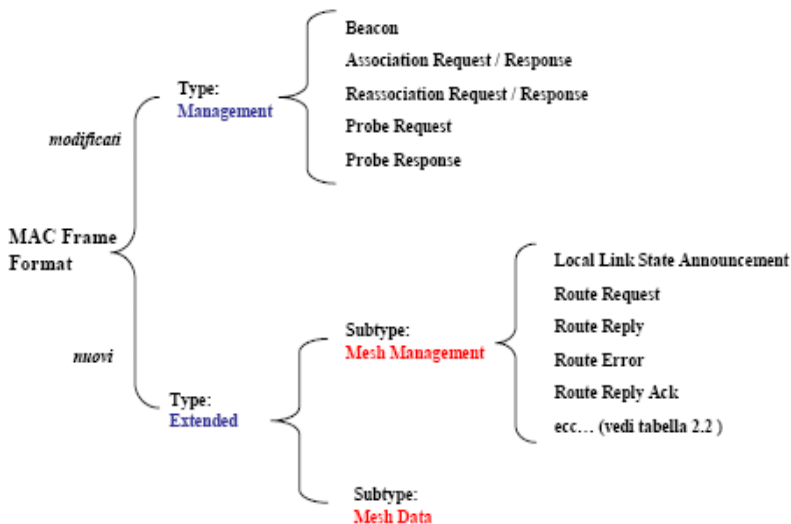 MAC Frame
Format
modificati
Type:
Management
Beacon
Association Request / Response
Reassociation Request / Response
Probe Request
Probe Response
nuovi
Type:
Extended
Subtype:
Mesh Management
Local Link State Announcement
Route Request
Route Reply
Route Error
Route Reply Ack
ecc... (vedi tabella 2.2 )
Subtype:
Mesh Data